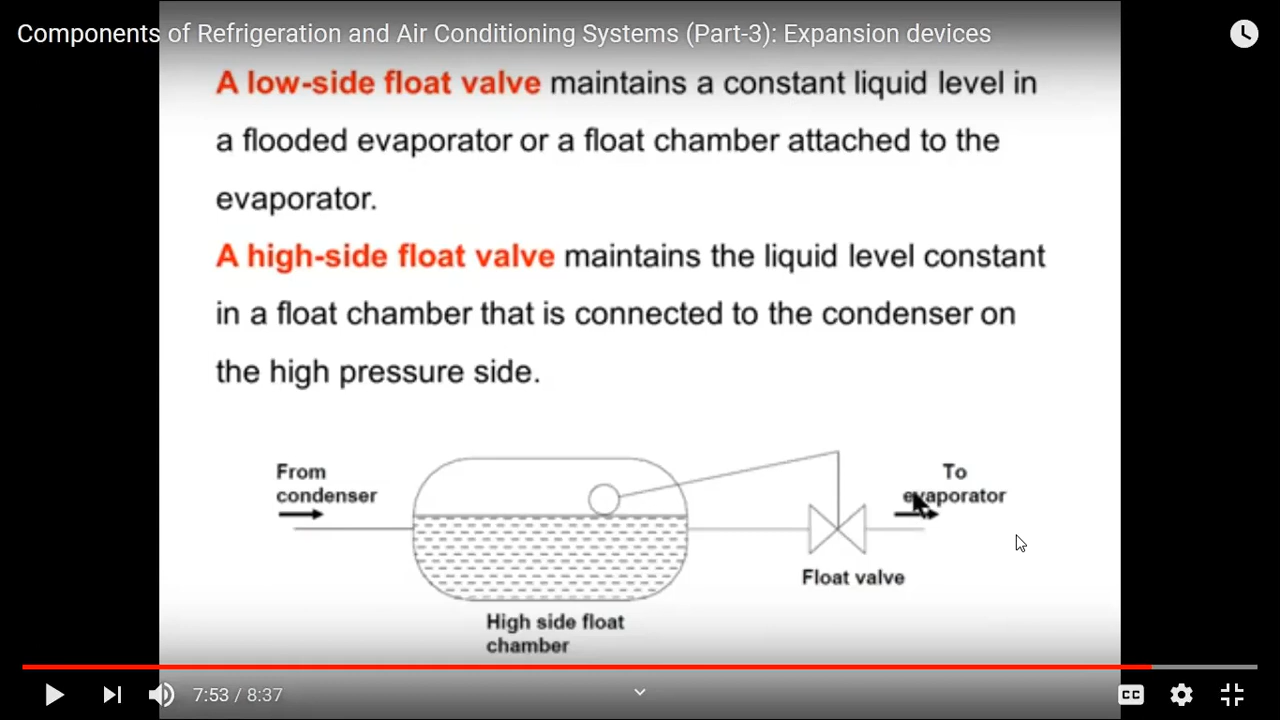 Components of Refrigeration and Air Conditioning Systems (Part-3): Expansion devices
A low-side float valve maintains a constant liquid level in
a flooded evaporator or a float chamber attached to the
evaporator.
A high-side float valve maintains the liquid level constant
in a float chamber that is connected to the condenser on
the high pressure side.
From
condenser
To
evaporator
Float valve
High side float
chamber
7:53 / 8:37
CC